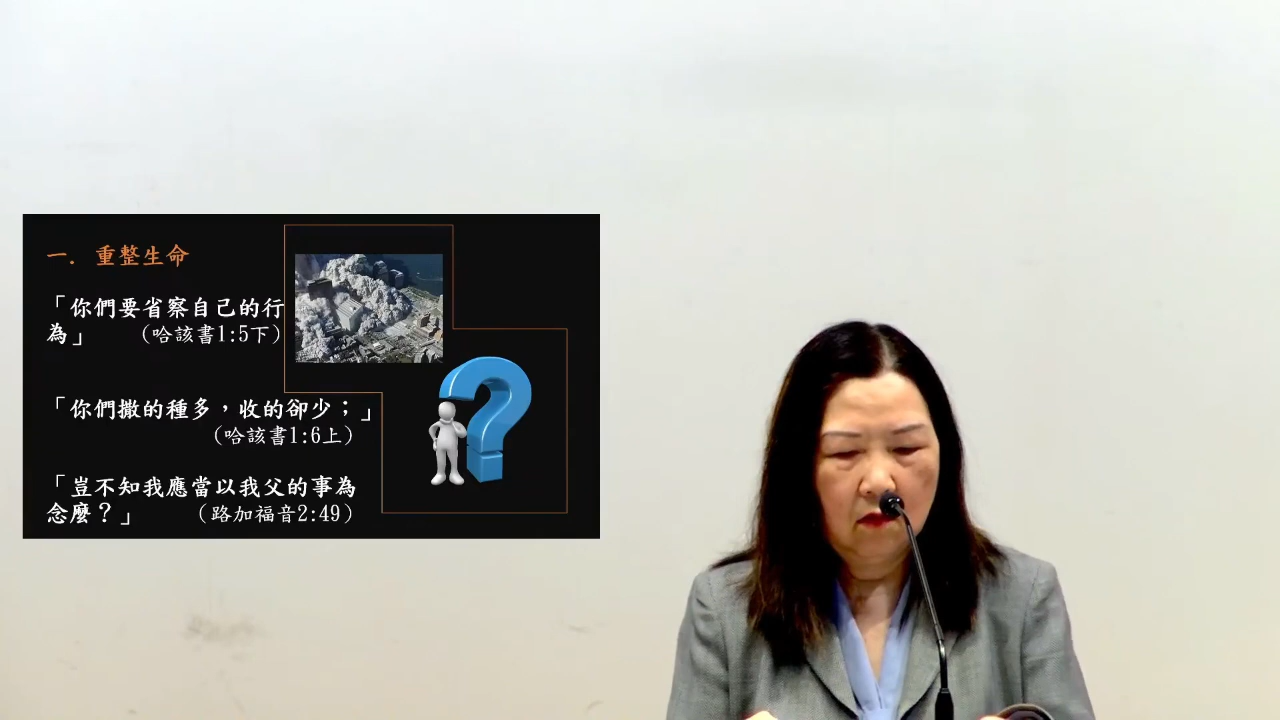 一. 重整生命
「你們要省察自己的行
為」 (哈該書1:5下)
「你們撒的種多，收的卻少；」
(哈該書1:6上)
「豈不知我應當以我父的事為
念麼？」 (路加福音2:49)